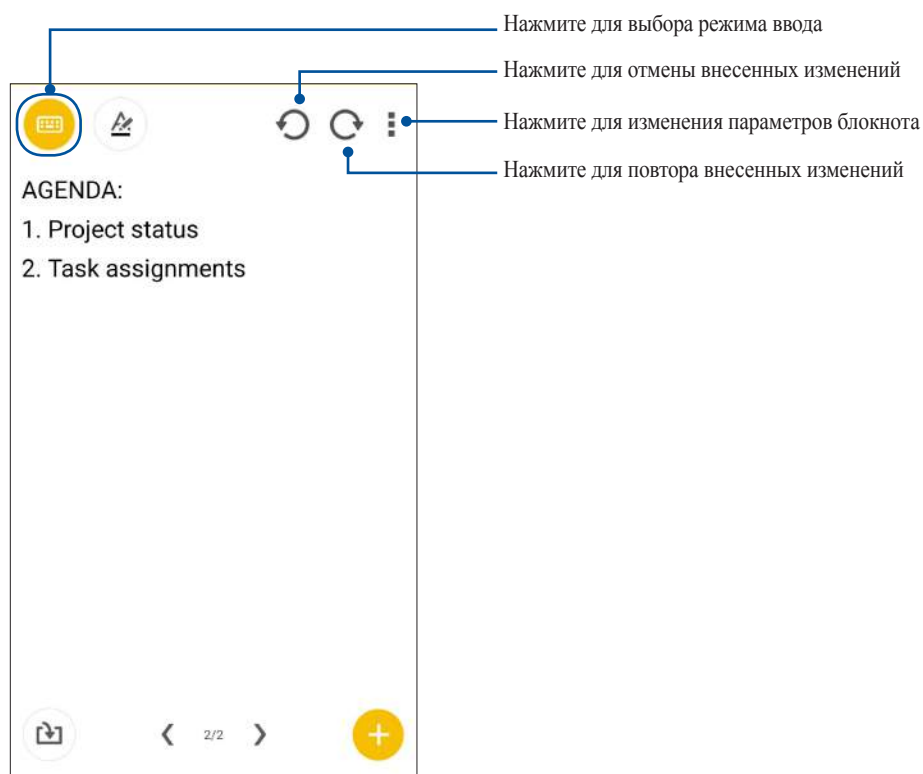 Нажмите для выбора режима ввода
Нажмите для отмены внесенных изменений
Нажмите для изменения параметров блокнота
Нажмите для повтора внесенных изменений
AGENDA:
1. Project status
2. Task assignments
2/2